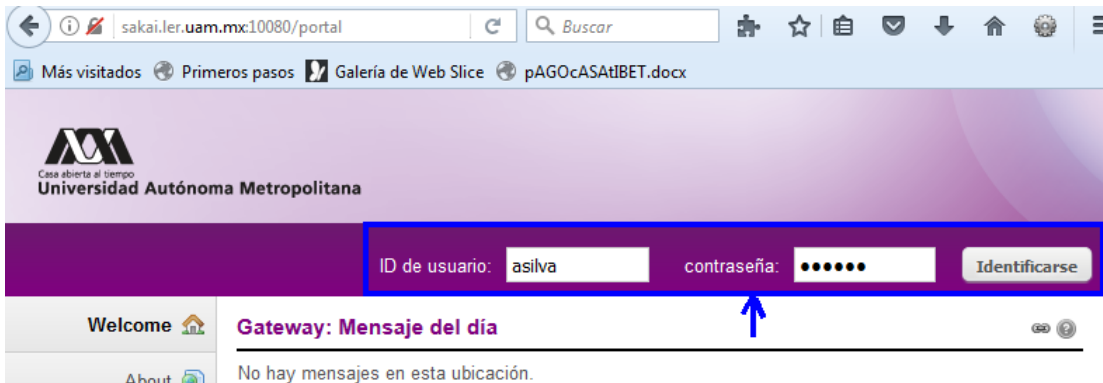 sakai.ler.uam.mx:10080/portal Buscar
Más visitados Primeros pasos Galería de Web Slice pAGOcASAtIBET.docx
Casa abierta al tiempo
Universidad Autónoma Metropolitana
ID de usuario: asilva contraseña: ●●●●●● Identificarse
Welcome Gateway: Mensaje del día
About No hay mensajes en esta ubicación.